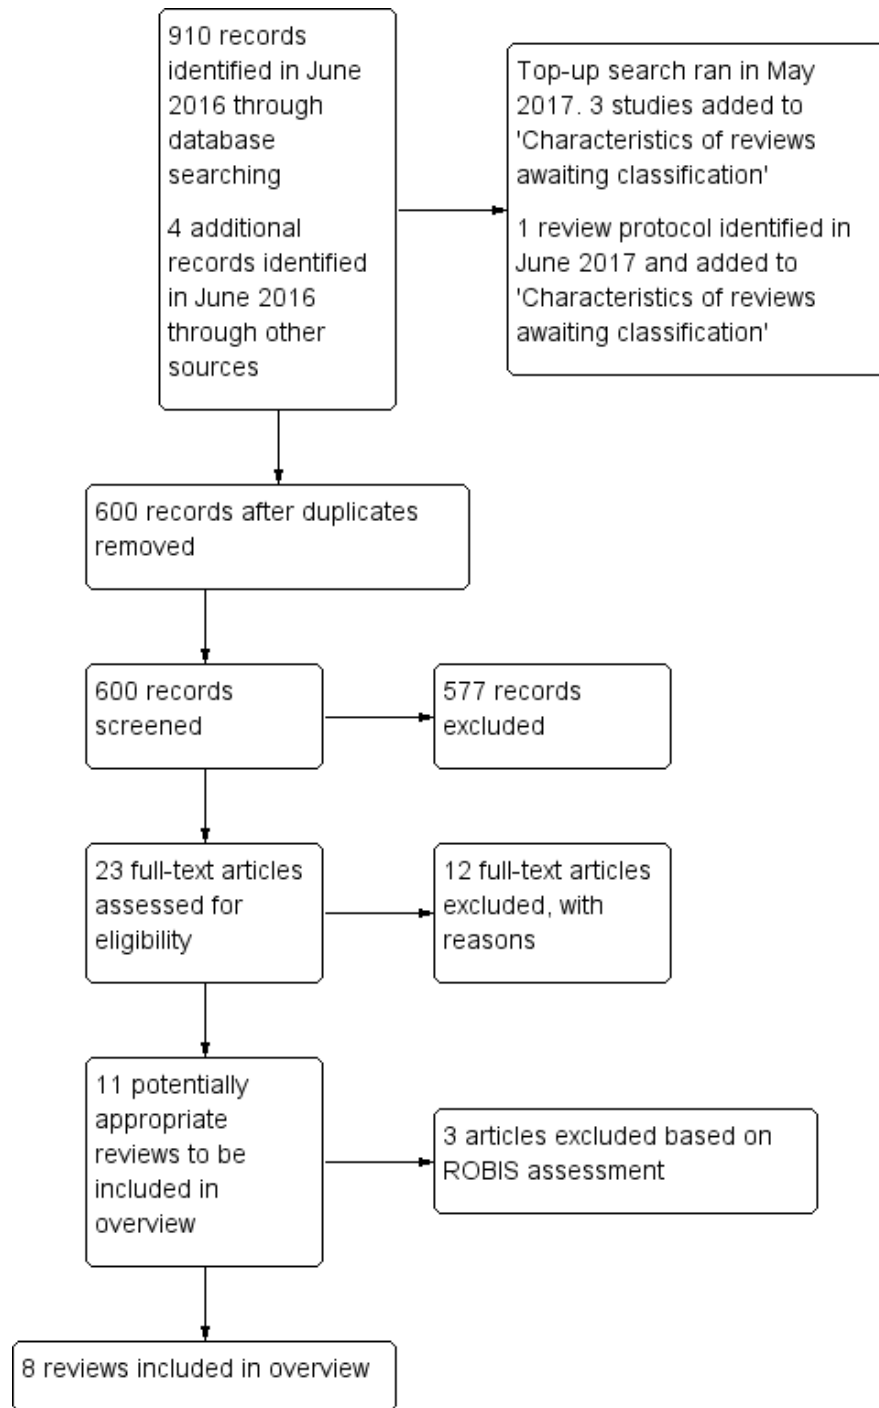 910 records
identified in June
2016 through
database
searching
4 additional
records identified
in June 2016
through other
sources
Top-up search ran in May
2017. 3 studies added to
'Characteristics of reviews
awaiting classification'
1 review protocol identified in
June 2017 and added to
'Characteristics of reviews
awaiting classification'
600 records after duplicates
removed
600 records
screened
577 records
excluded
23 full-text articles
assessed for
eligibility
12 full-text articles
excluded, with
reasons
11 potentially
appropriate
reviews to be
included in
overview
3 articles excluded based on
ROBIS assessment
8 reviews included in overview